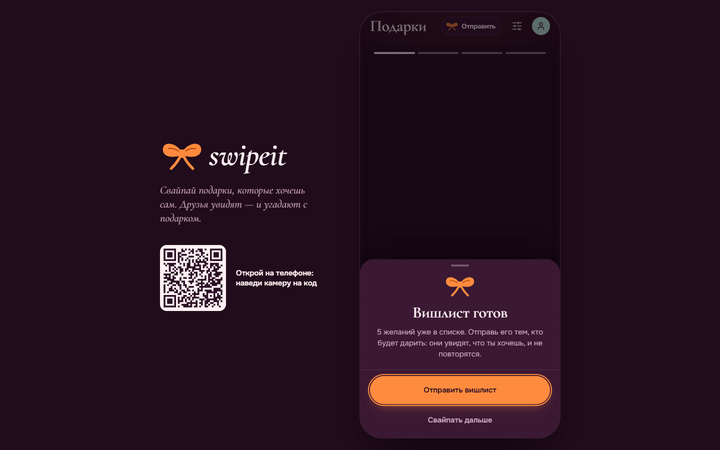 Подарки
Отправить
swipeit
Свайпай подарки, которые хочешь
сам. Друзья увидят — и угадают с
подарком.
Открой на телефоне:
наведи камеру на код
Вишлист готов
5 желаний уже в списке. Отправь его тем, кто
будет дарить: они увидят, что ты хочешь, и не
повторятся.
Отправить вишлист
Свайпать дальше